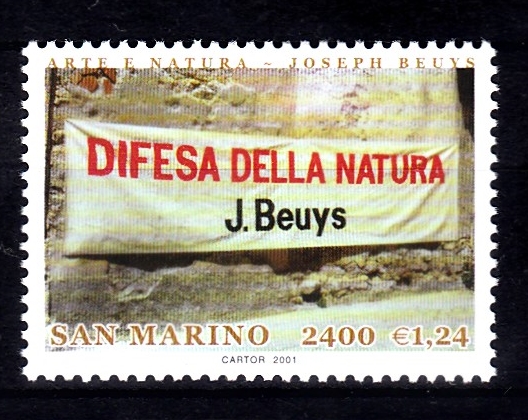 ARTE E NATURA ~ JOSEPH BEUYS
DIFESA DELLA NATURA
J. Beuys
SAN MARINO 2400 €1,24
CARTOR 2001